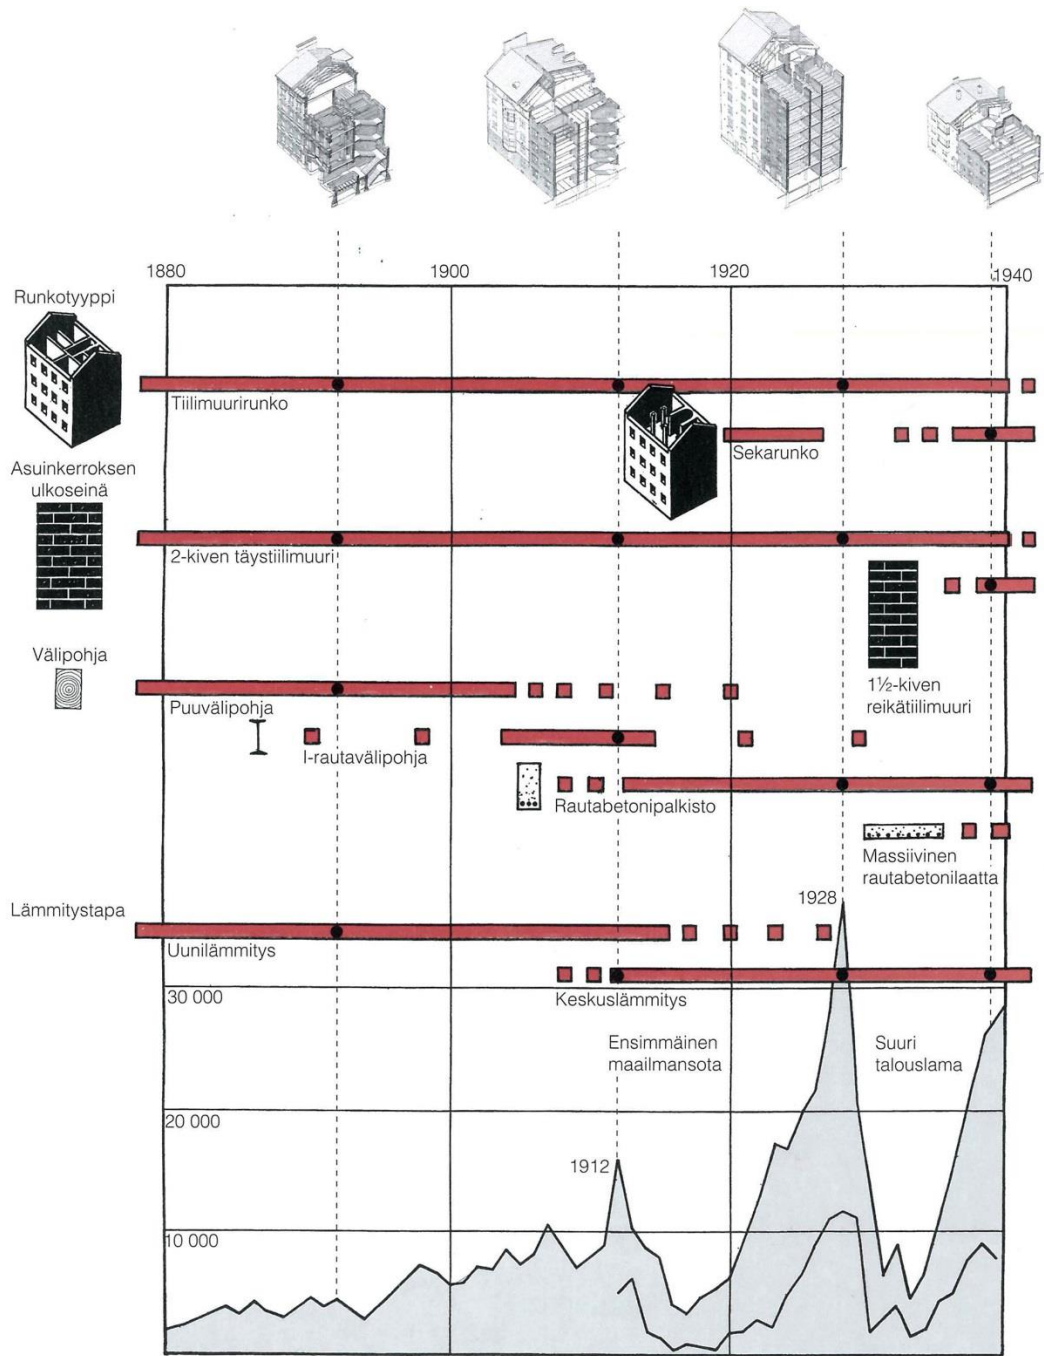 1880
1900
1920
1940
Runkotyyppi
Tiilimuurirunko
Sekarunko
Asuinkerroksen
ulkoseinä
2-kiven täystiilimuuri
1½-kiven
reikätiilimuuri
Välipohja
Puuvälipohja
I-rautavälipohja
Rautabetonipalkisto
Massiivinen
rautabetonilaatta
Lämmitystapa
Uunilämmitys
1928
Keskuslämmitys
30 000
Ensimmäinen
maailmansota
Suuri
talouslama
20 000
1912
10 000